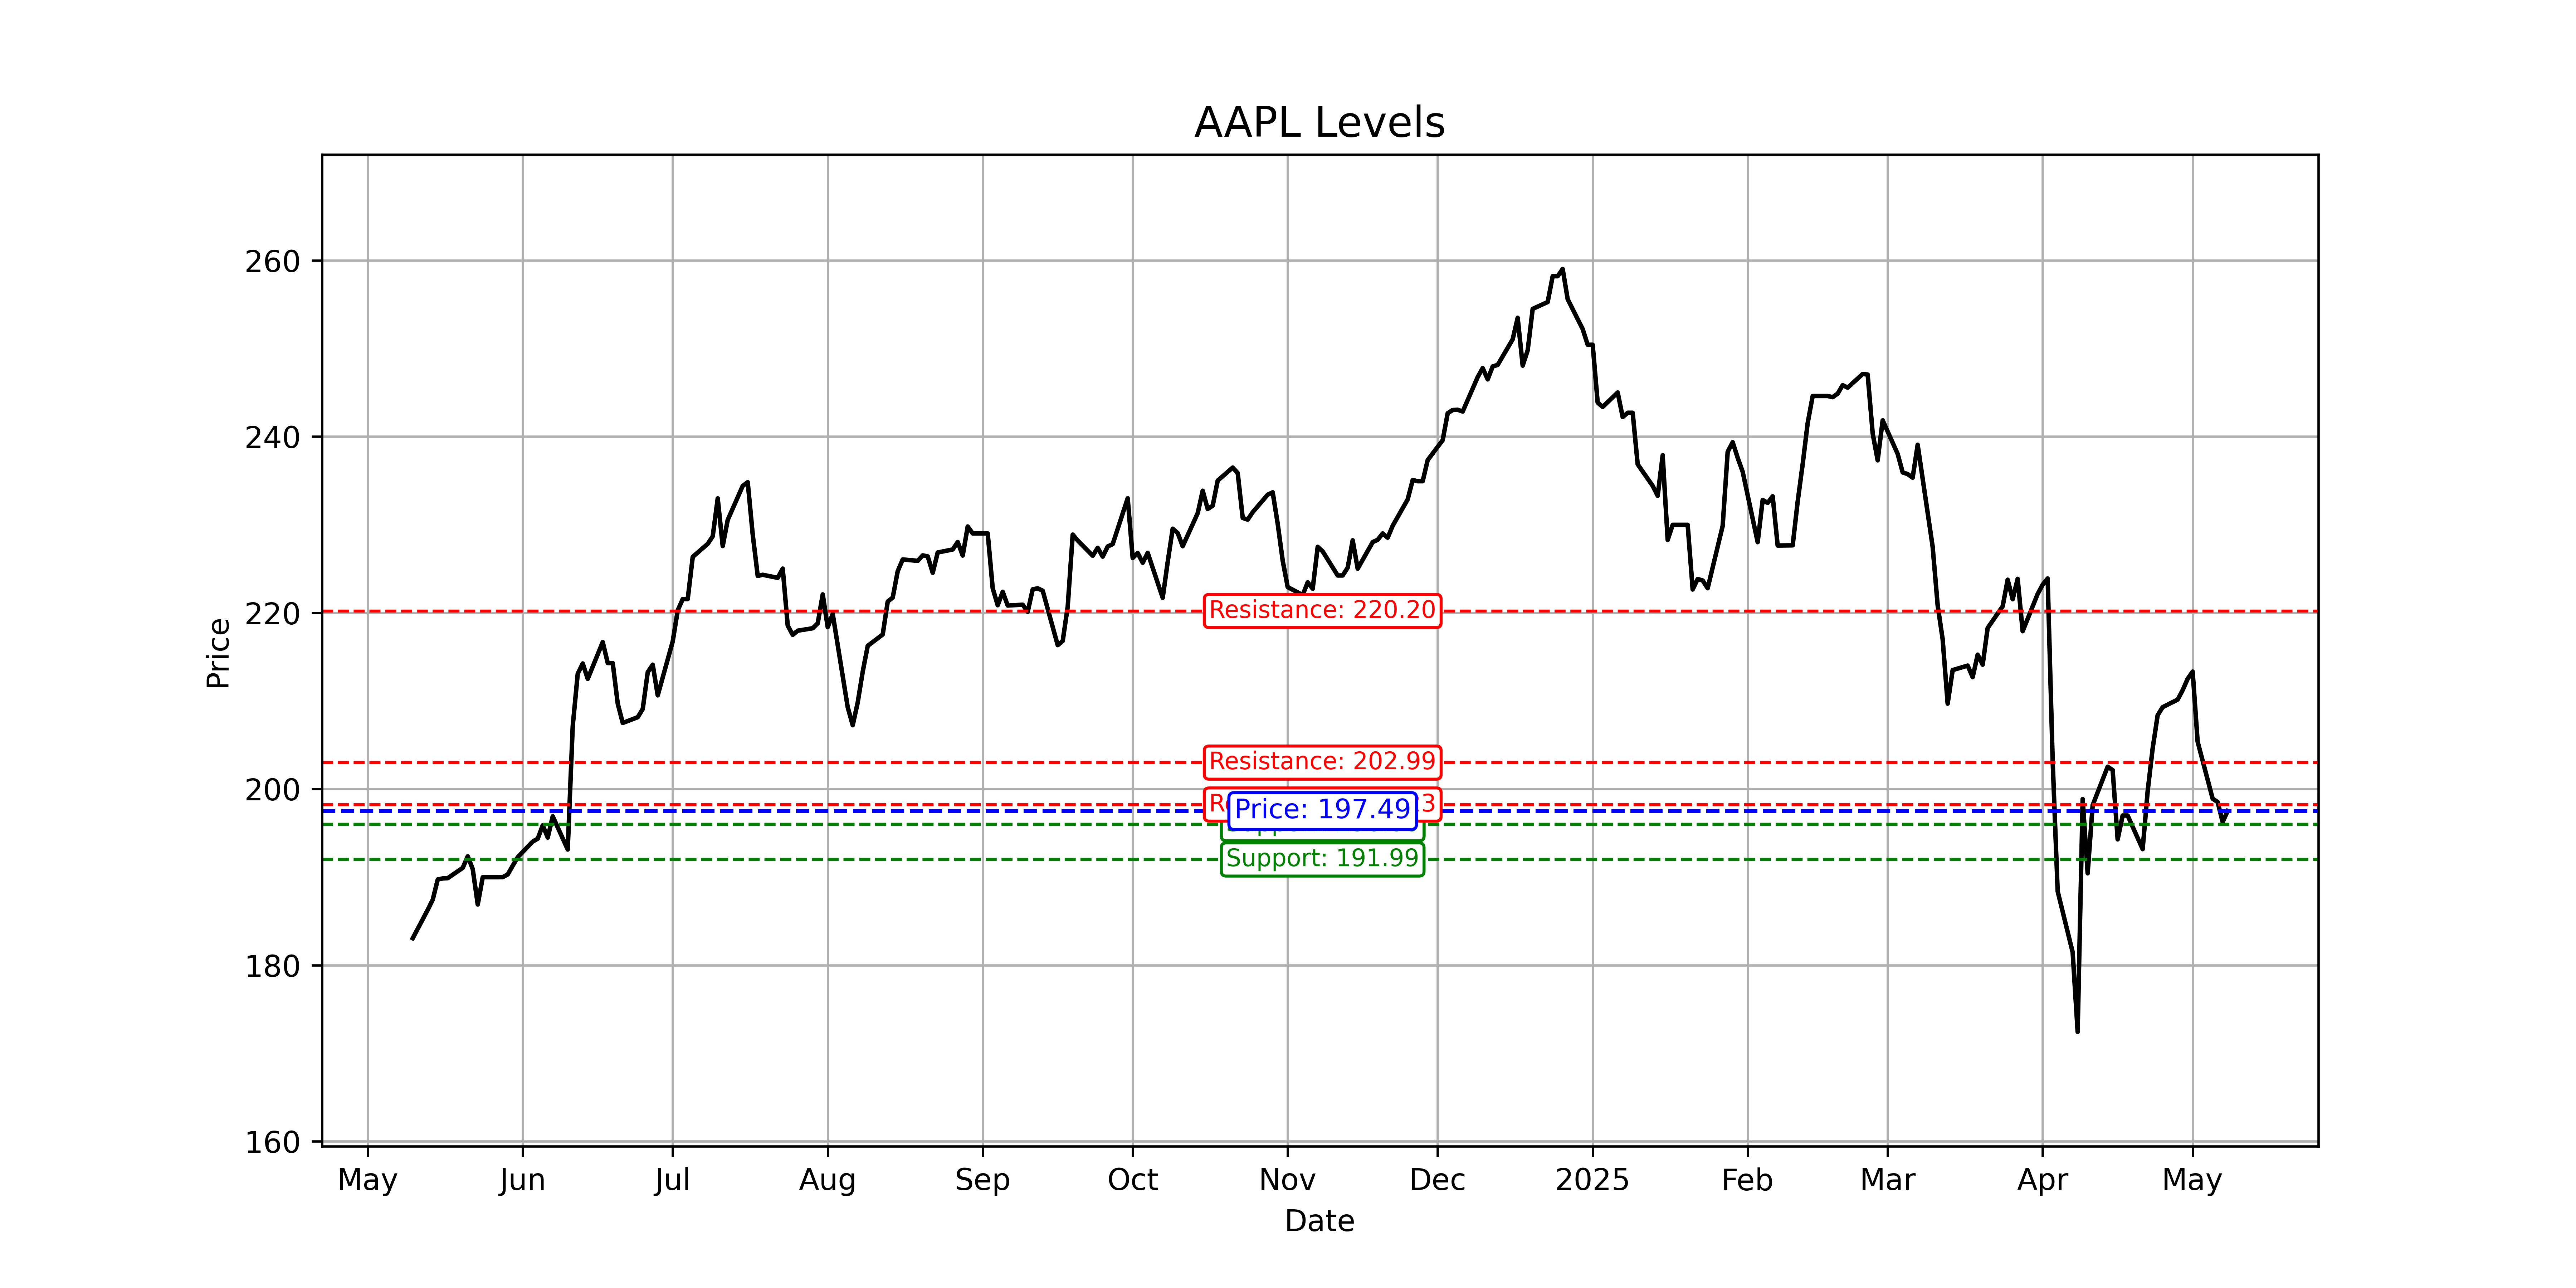 AAPL Levels
Price
260
240
220
200
180
160
Resistance: 220.20
Resistance: 202.99
Price: 197.49
Support: 191.99
May Jun Jul Aug Sep Oct Nov Dec 2025 Feb Mar Apr May
Date